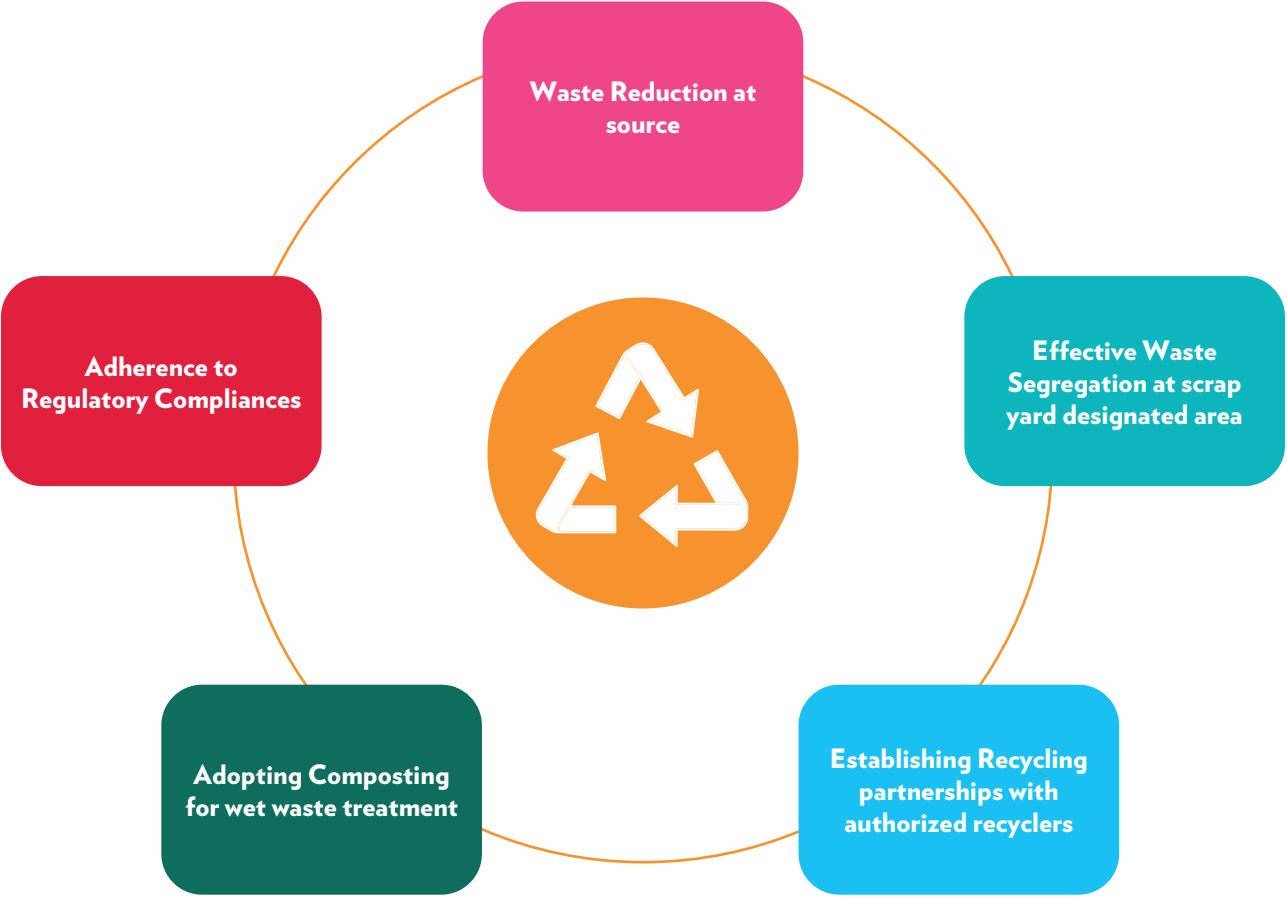 Waste Reduction at
source
Effective Waste
Segregation at scrap
yard designated area
Establishing Recycling
partnerships with
authorized recyclers
Adopting Composting
for wet waste treatment
Adherence to
Regulatory Compliances